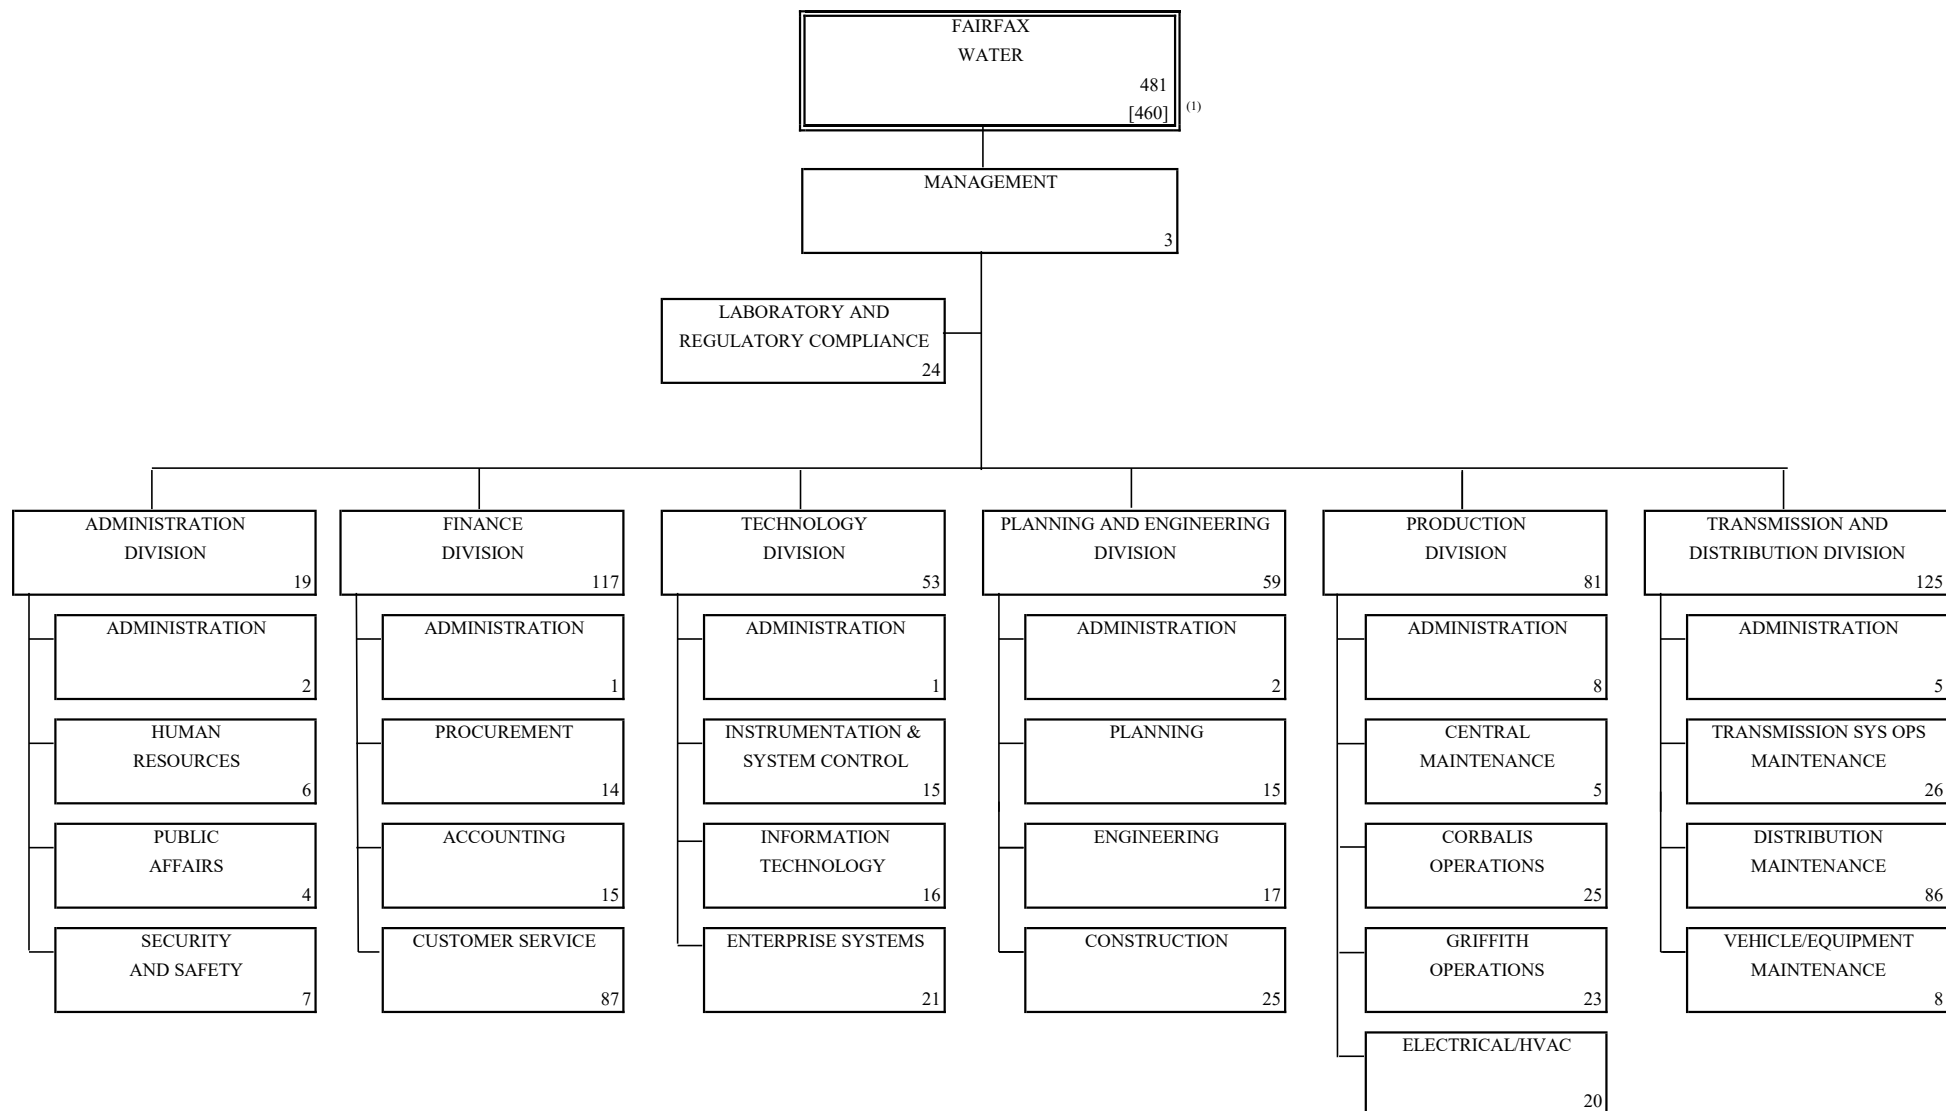 FAIRFAX
WATER
481
[460] (1)
MANAGEMENT
3
LABORATORY AND
REGULATORY COMPLIANCE
24
ADMINISTRATION
DIVISION
19
ADMINISTRATION
2
HUMAN
RESOURCES
6
PUBLIC
AFFAIRS
4
SECURITY
AND SAFETY
7
FINANCE
DIVISION
117
ADMINISTRATION
1
PROCUREMENT
14
ACCOUNTING
15
CUSTOMER SERVICE
87
TECHNOLOGY
DIVISION
53
ADMINISTRATION
1
INSTRUMENTATION &
SYSTEM CONTROL
15
INFORMATION
TECHNOLOGY
16
ENTERPRISE SYSTEMS
21
PLANNING AND ENGINEERING
DIVISION
59
ADMINISTRATION
2
PLANNING
15
ENGINEERING
17
CONSTRUCTION
25
PRODUCTION
DIVISION
81
ADMINISTRATION
8
CENTRAL
MAINTENANCE
5
CORBALIS
OPERATIONS
25
GRIFFITH
OPERATIONS
23
ELECTRICAL/HVAC
20
TRANSMISSION AND
DISTRIBUTION DIVISION
125
ADMINISTRATION
5
TRANSMISSION SYS OPS
MAINTENANCE
26
DISTRIBUTION
MAINTENANCE
86
VEHICLE/EQUIPMENT
MAINTENANCE
8